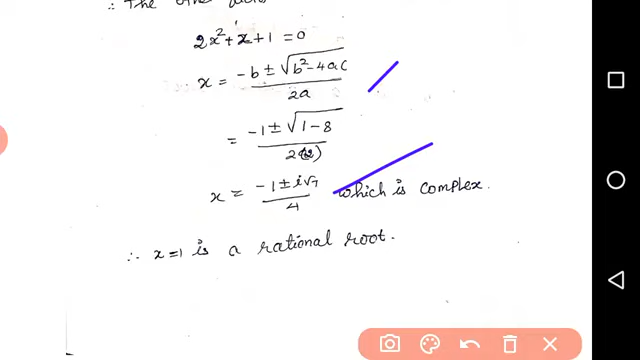 ∴ The other
2x² + x + 1 = 0
x = (-b ± √(b² - 4ac)) / 2a
= (-1 ± √(1 - 8)) / 2(2)
x = (-1 ± i√7) / 4 which is complex.
∴ x = 1 is a rational root.